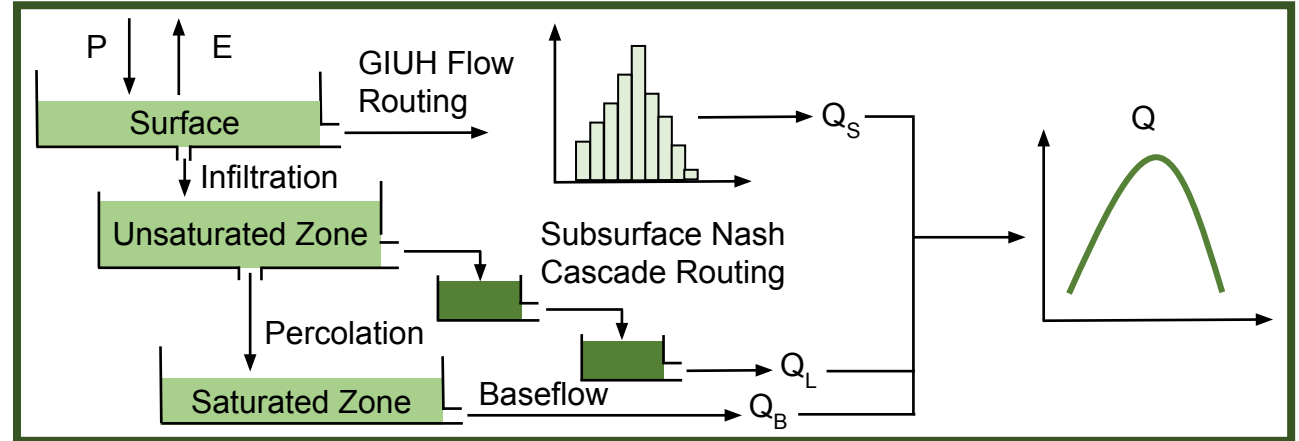 P
E
GIUH Flow
Routing
Surface
Q_S
Q
Infiltration
Unsaturated Zone
Subsurface Nash
Cascade Routing
Percolation
Q_L
Saturated Zone
Baseflow
Q_B